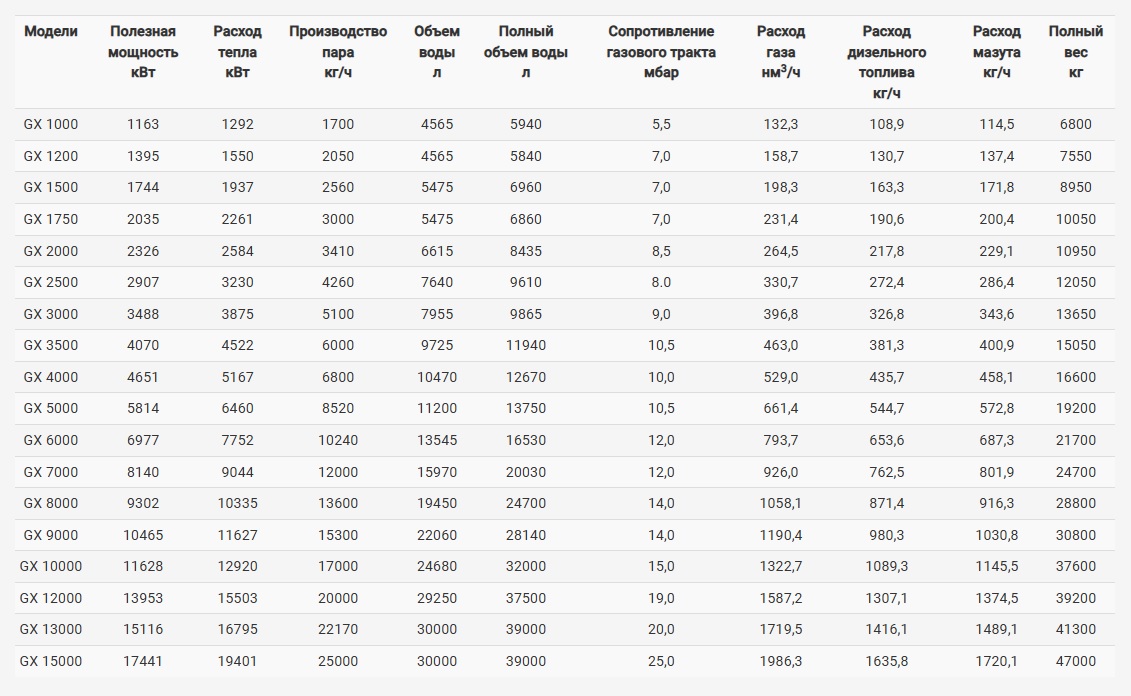 Модели Полезная Расход Производство Объем Полный Сопротивление Расход Расход Расход Полный
мощность тепла пара воды объем воды газового тракта газа дизельного мазута вес
кВт кВт кг/ч л л мбар нм³/ч топлива кг/ч кг
кг/ч
GX 1000 1163 1292 1700 4565 5940 5,5 132,3 108,9 114,5 6800
GX 1200 1395 1550 2050 4565 5840 7,0 158,7 130,7 137,4 7550
GX 1500 1744 1937 2560 5475 6960 7,0 198,3 163,3 171,8 8950
GX 1750 2035 2261 3000 5475 6860 7,0 231,4 190,6 200,4 10050
GX 2000 2326 2584 3410 6615 8435 8,5 264,5 217,8 229,1 10950
GX 2500 2907 3230 4260 7640 9610 8.0 330,7 272,4 286,4 12050
GX 3000 3488 3875 5100 7955 9865 9,0 396,8 326,8 343,6 13650
GX 3500 4070 4522 6000 9725 11940 10,5 463,0 381,3 400,9 15050
GX 4000 4651 5167 6800 10470 12670 10,0 529,0 435,7 458,1 16600
GX 5000 5814 6460 8520 11200 13750 10,5 661,4 544,7 572,8 19200
GX 6000 6977 7752 10240 13545 16530 12,0 793,7 653,6 687,3 21700
GX 7000 8140 9044 12000 15970 20030 12,0 926,0 762,5 801,9 24700
GX 8000 9302 10335 13600 19450 24700 14,0 1058,1 871,4 916,3 28800
GX 9000 10465 11627 15300 22060 28140 14,0 1190,4 980,3 1030,8 30800
GX 10000 11628 12920 17000 24680 32000 15,0 1322,7 1089,3 1145,5 37600
GX 12000 13953 15503 20000 29250 37500 19,0 1587,2 1307,1 1374,5 39200
GX 13000 15116 16795 22170 30000 39000 20,0 1719,5 1416,1 1489,1 41300
GX 15000 17441 19401 25000 30000 39000 25,0 1986,3 1635,8 1720,1 47000